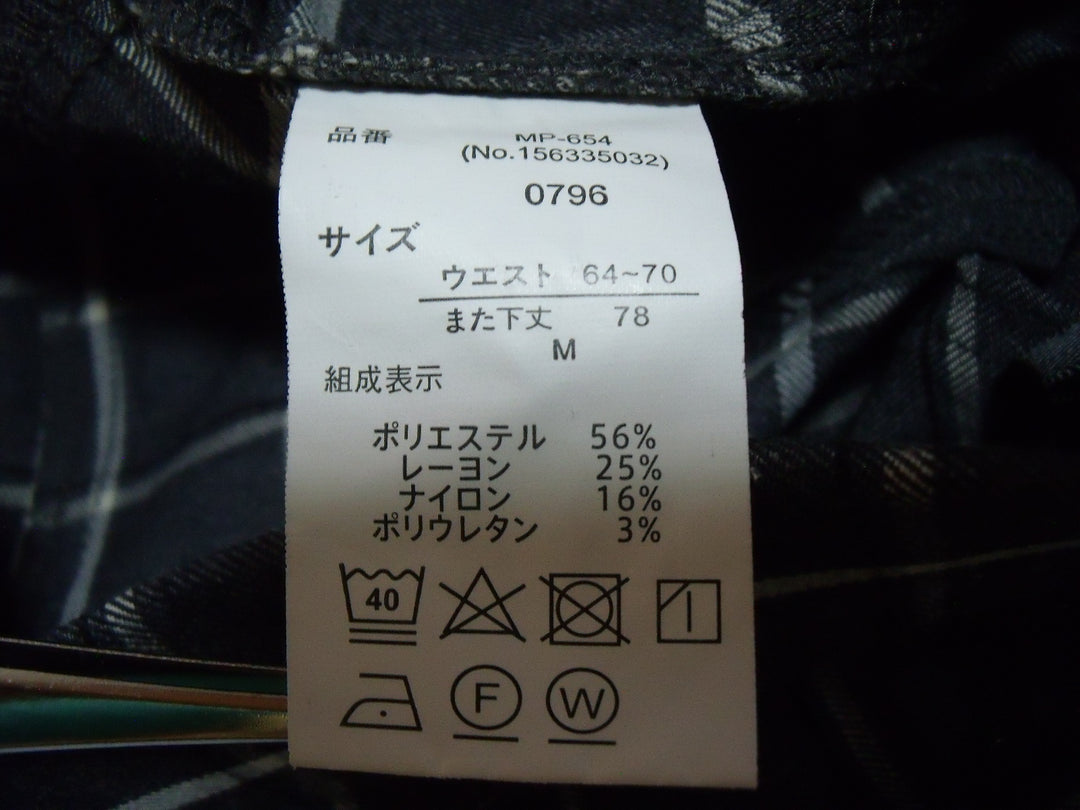 品番 MP-654
(No.156335032)
0796
サイズ
ウエスト 64~70
また下丈 78
M
組成表示
ポリエステル 56%
レーヨン 25%
ナイロン 16%
ポリウレタン 3%
40
F W